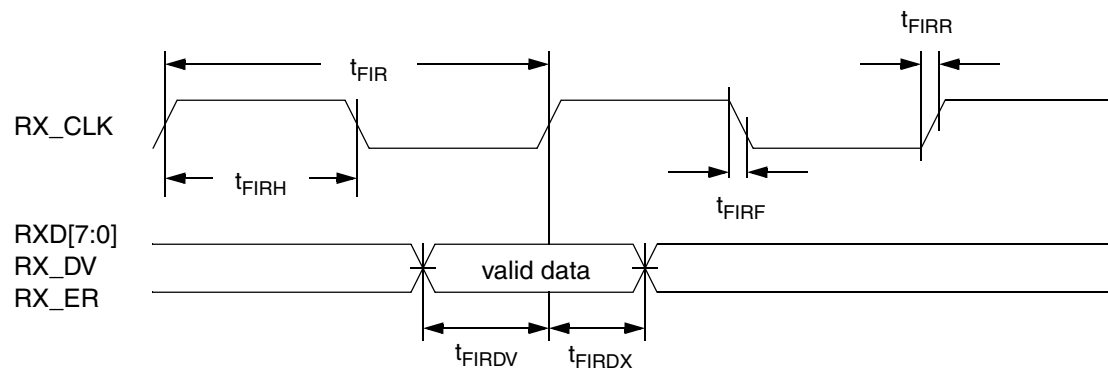 tFIRR
tFIR
RX_CLK
tFIRH
tFIRF
RXD[7:0]
RX_DV
valid data
RX_ER
tFIRDV
tFIRDX